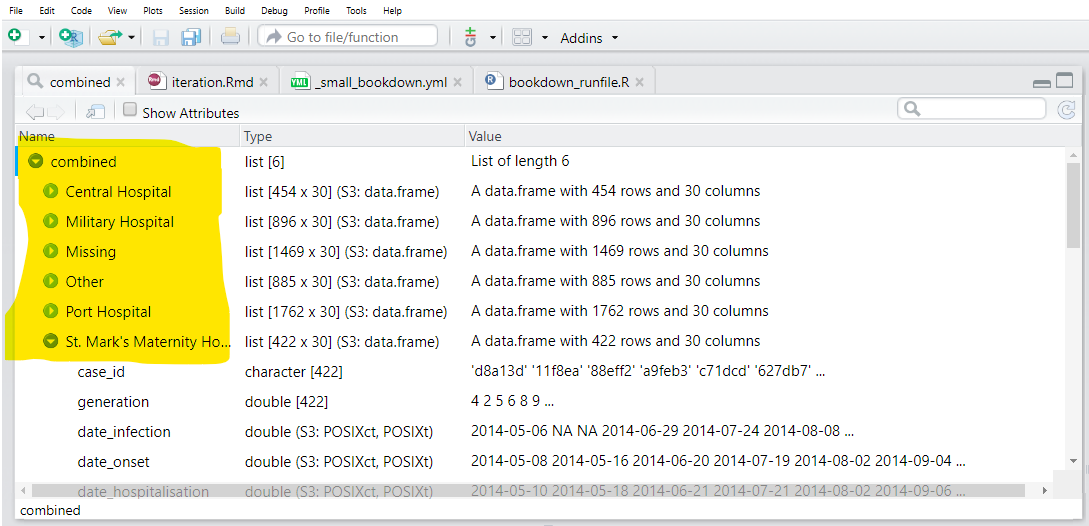 File Edit Code View Plots Session Build Debug Profile Tools Help
Go to file/function Addins
combined iteration.Rmd _small_bookdown.yml bookdown_runfile.R
Show Attributes
Name Type Value
combined list [6] List of length 6
Central Hospital list [454 x 30] (S3: data.frame) A data.frame with 454 rows and 30 columns
Military Hospital list [896 x 30] (S3: data.frame) A data.frame with 896 rows and 30 columns
Missing list [1469 x 30] (S3: data.frame) A data.frame with 1469 rows and 30 columns
Other list [885 x 30] (S3: data.frame) A data.frame with 885 rows and 30 columns
Port Hospital list [1762 x 30] (S3: data.frame) A data.frame with 1762 rows and 30 columns
St. Mark's Maternity Ho... list [422 x 30] (S3: data.frame) A data.frame with 422 rows and 30 columns
case_id character [422] 'd8a13d' '11f8ea' '88eff2' 'a9feb3' 'c71dcd' '627db7' ...
generation double [422] 4 2 5 6 8 9 ...
date_infection double (S3: POSIXct, POSIXt) 2014-05-06 NA NA 2014-06-29 2014-07-24 2014-08-08 ...
date_onset double (S3: POSIXct, POSIXt) 2014-05-08 2014-05-16 2014-06-20 2014-07-19 2014-08-02 2014-09-04 ...
date_hospitalisation double (S3: POSIXct, POSIXt) 2014-05-10 2014-05-18 2014-06-21 2014-07-21 2014-08-02 2014-09-06 ...
combined